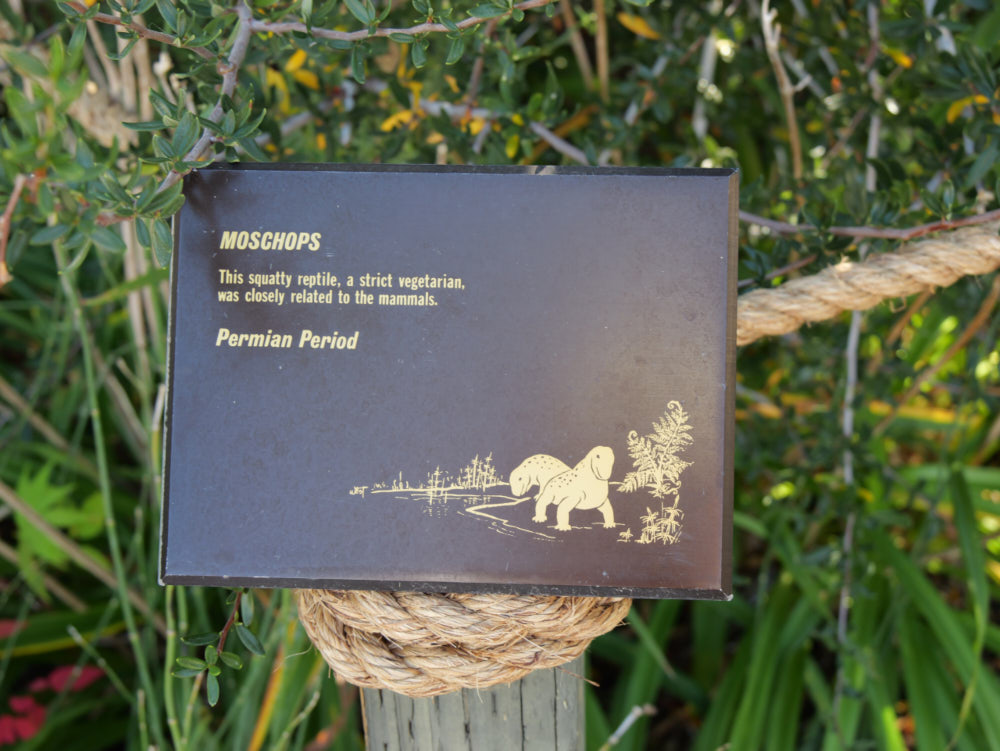 MOSCHOPS
This squatty reptile, a strict vegetarian,
was closely related to the mammals.
Permian Period